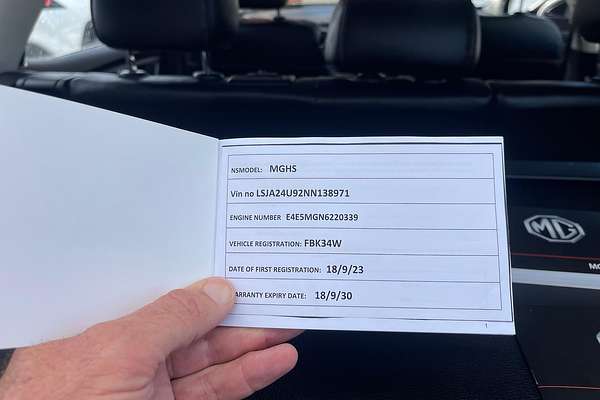 NSMODEL: MGHS
Vin no LSJA24U92NN138971
ENGINE NUMBER E4E5MGN6220339
VEHICLE REGISTRATION: FBK34W
DATE OF FIRST REGISTRATION: 18/9/23
WARRANTY EXPIRY DATE: 18/9/30
1
MG